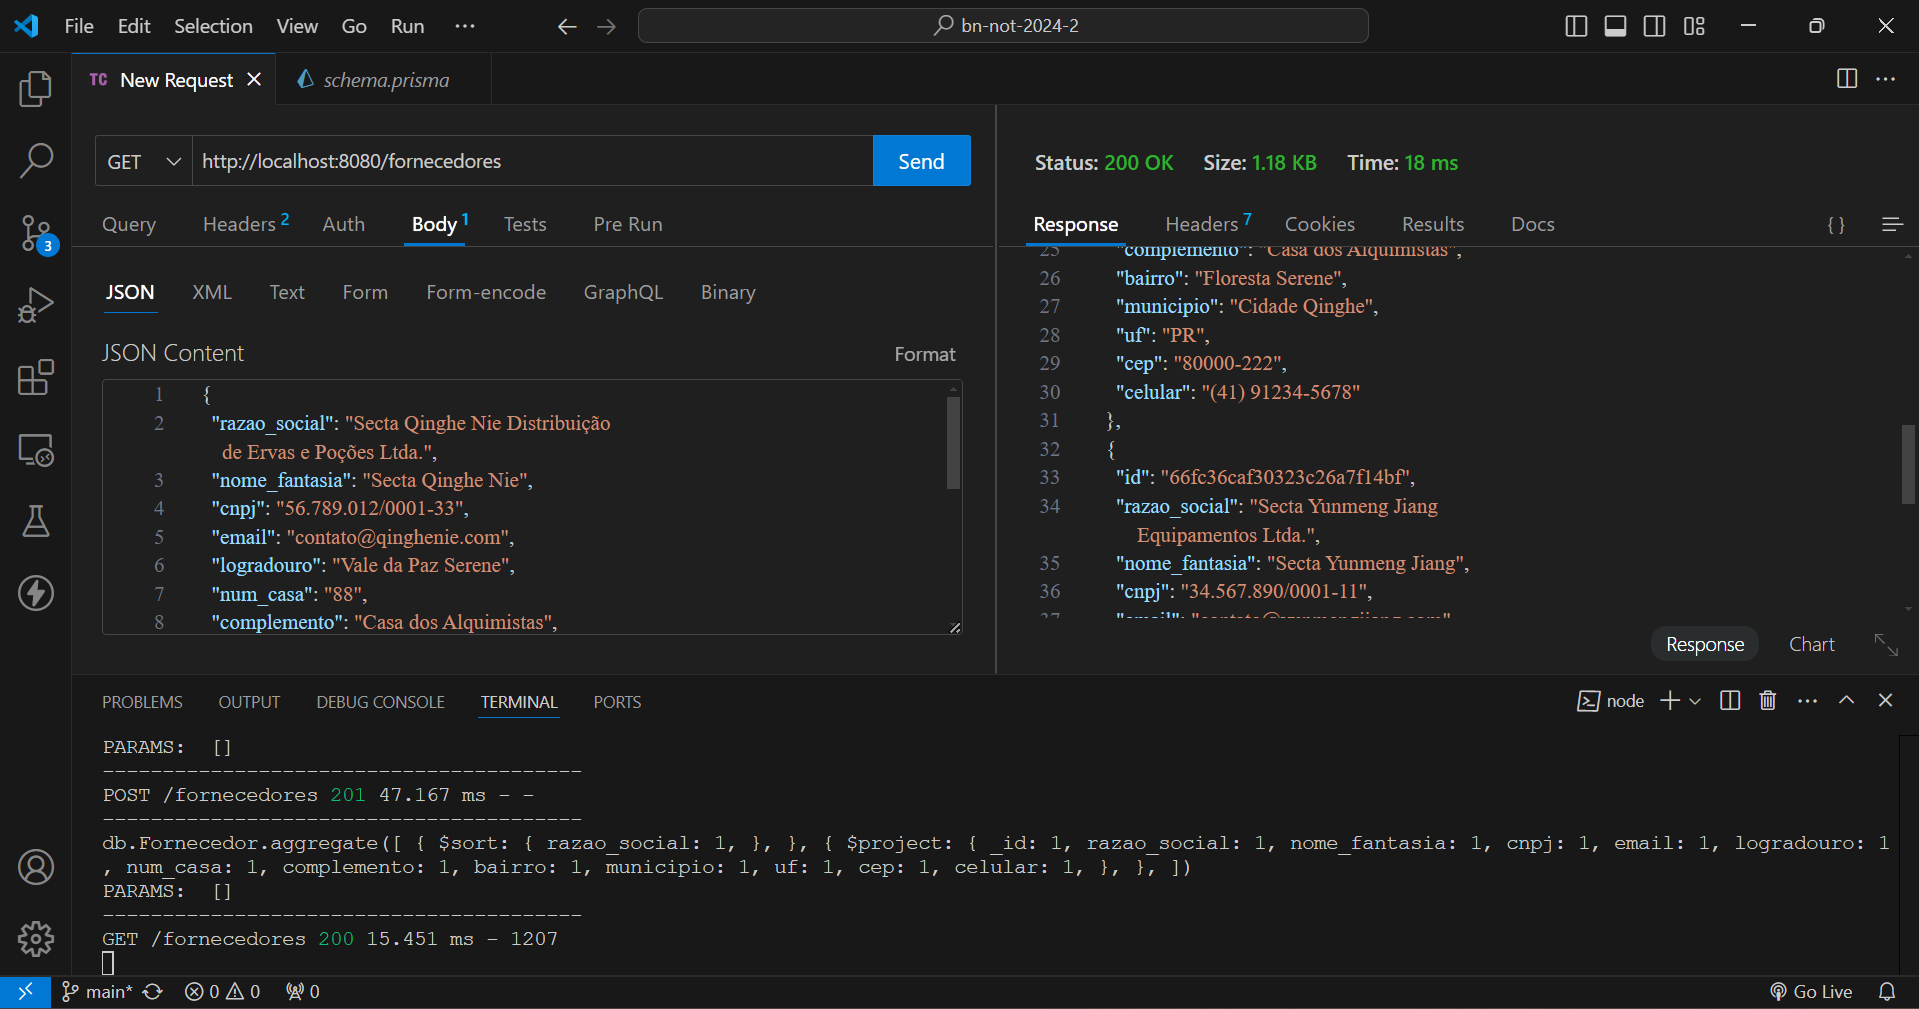 File Edit Selection View Go Run ··· bn-not-2024-2
TC New Request schema.prisma
GET http://localhost:8080/fornecedores Send
Query Headers 2 Auth Body 1 Tests Pre Run
JSON XML Text Form Form-encode GraphQL Binary
JSON Content Format
1 {
2 "razao_social": "Secta Qinghe Nie Distribuição
de Ervas e Poções Ltda.",
3 "nome_fantasia": "Secta Qinghe Nie",
4 "cnpj": "56.789.012/0001-33",
5 "email": "contato@qinghenie.com",
6 "logradouro": "Vale da Paz Serene",
7 "num_casa": "88",
8 "complemento": "Casa dos Alquimistas",
Status: 200 OK Size: 1.18 KB Time: 18 ms
Response Headers 7 Cookies Results Docs { }
25 "complemento": "Casa dos Alquimistas",
26 "bairro": "Floresta Serene",
27 "municipio": "Cidade Qinghe",
28 "uf": "PR",
29 "cep": "80000-222",
30 "celular": "(41) 91234-5678"
31 },
32 {
33 "id": "66fc36caf30323c26a7f14bf",
34 "razao_social": "Secta Yunmeng Jiang
Equipamentos Ltda.",
35 "nome_fantasia": "Secta Yunmeng Jiang",
36 "cnpj": "34.567.890/0001-11",
37 "email": "contato@yunmengjiang.com"
Response Chart
3
PROBLEMS OUTPUT DEBUG CONSOLE TERMINAL PORTS node
PARAMS: []
----------------------------------------
POST /fornecedores 201 47.167 ms - -
----------------------------------------
db.Fornecedor.aggregate([ { $sort: { razao_social: 1, }, }, { $project: { _id: 1, razao_social: 1, nome_fantasia: 1, cnpj: 1, email: 1, logradouro: 1
, num_casa: 1, complemento: 1, bairro: 1, municipio: 1, uf: 1, cep: 1, celular: 1, }, }, ])
PARAMS: []
----------------------------------------
GET /fornecedores 200 15.451 ms - 1207
main* 0 0 0 Go Live